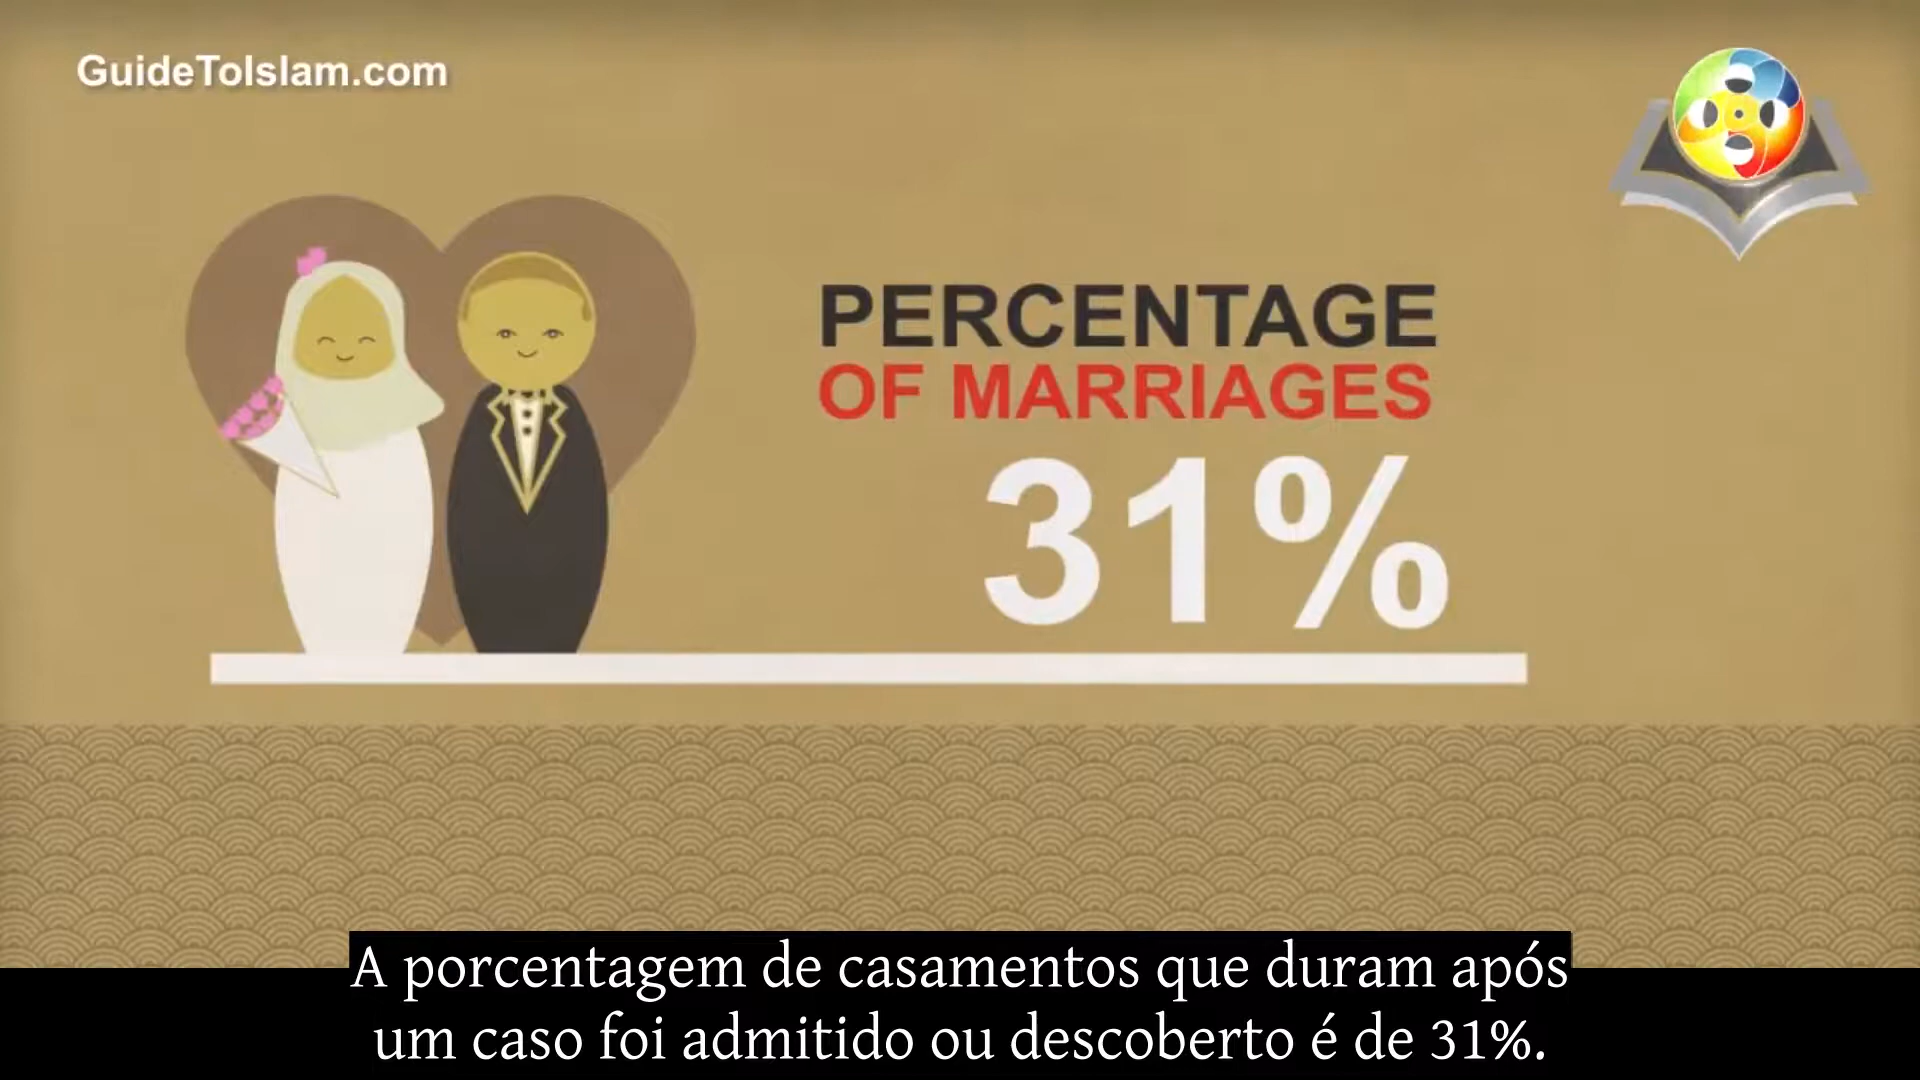 GuideToIslam.com
PERCENTAGE
OF MARRIAGES
31%
A porcentagem de casamentos que duram após
um caso foi admitido ou descoberto é de 31%.